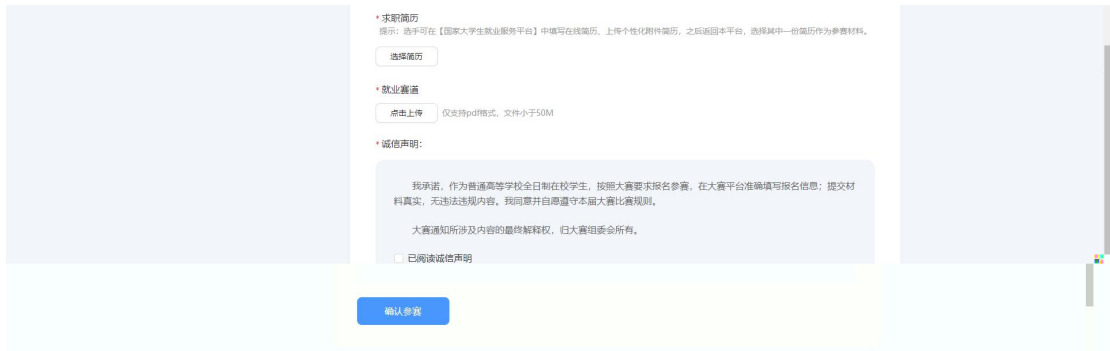 * 求职简历
提示：选手可在【国家大学生就业服务平台】中填写在线简历、上传个性化附件简历，之后返回本平台，选择其中一份简历作为参赛材料。
选择简历
* 就业赛道
点击上传 仅支持pdf格式，文件小于50M
* 诚信声明：
我承诺，作为普通高等学校全日制在校学生，按照大赛要求报名参赛，在大赛平台准确填写报名信息；提交材
料真实，无违法违规内容。我同意并自愿遵守本届大赛比赛规则。
大赛通知所涉及内容的最终解释权，归大赛组委会所有。
已阅读诚信声明
确认参赛